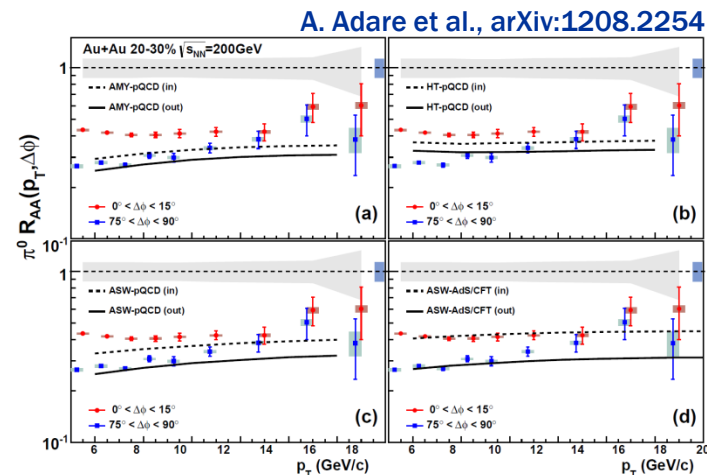 A. Adare et al., arXiv:1208.2254
Au+Au 20-30% √sNN=200GeV
(a)
1
AMY-pQCD (in)
AMY-pQCD (out)
0° < Δϕ < 15°
75° < Δϕ < 90°
(b)
HT-pQCD (in)
HT-pQCD (out)
0° < Δϕ < 15°
75° < Δϕ < 90°
π⁰ RAA(pT,Δϕ)
10⁻¹
(c)
1
ASW-pQCD (in)
ASW-pQCD (out)
0° < Δϕ < 15°
75° < Δϕ < 90°
(d)
ASW-AdS/CFT (in)
ASW-AdS/CFT (out)
0° < Δϕ < 15°
75° < Δϕ < 90°
10⁻¹
6 8 10 12 14 16 18
6 8 10 12 14 16 18 20
pT (GeV/c)
pT (GeV/c)